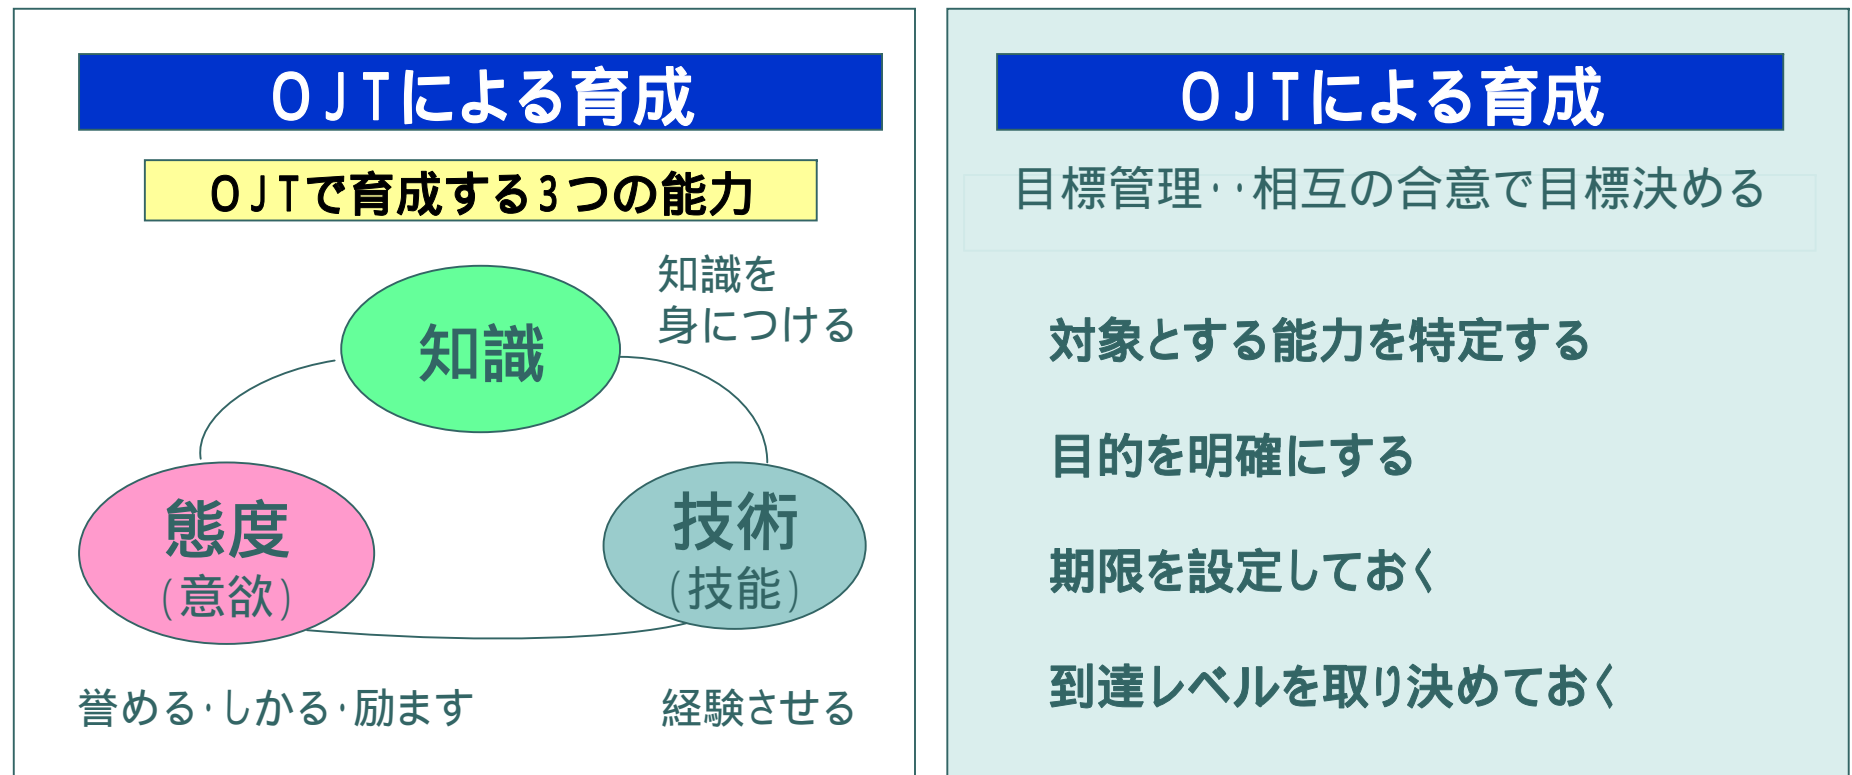 OJTによる育成
OJTで育成する3つの能力
知識を
身につける
知識
態度
(意欲)
技術
(技能)
誉める・しかる・励ます
経験させる
OJTによる育成
目標管理・・相互の合意で目標決める
対象とする能力を特定する
目的を明確にする
期限を設定しておく
到達レベルを取り決めておく